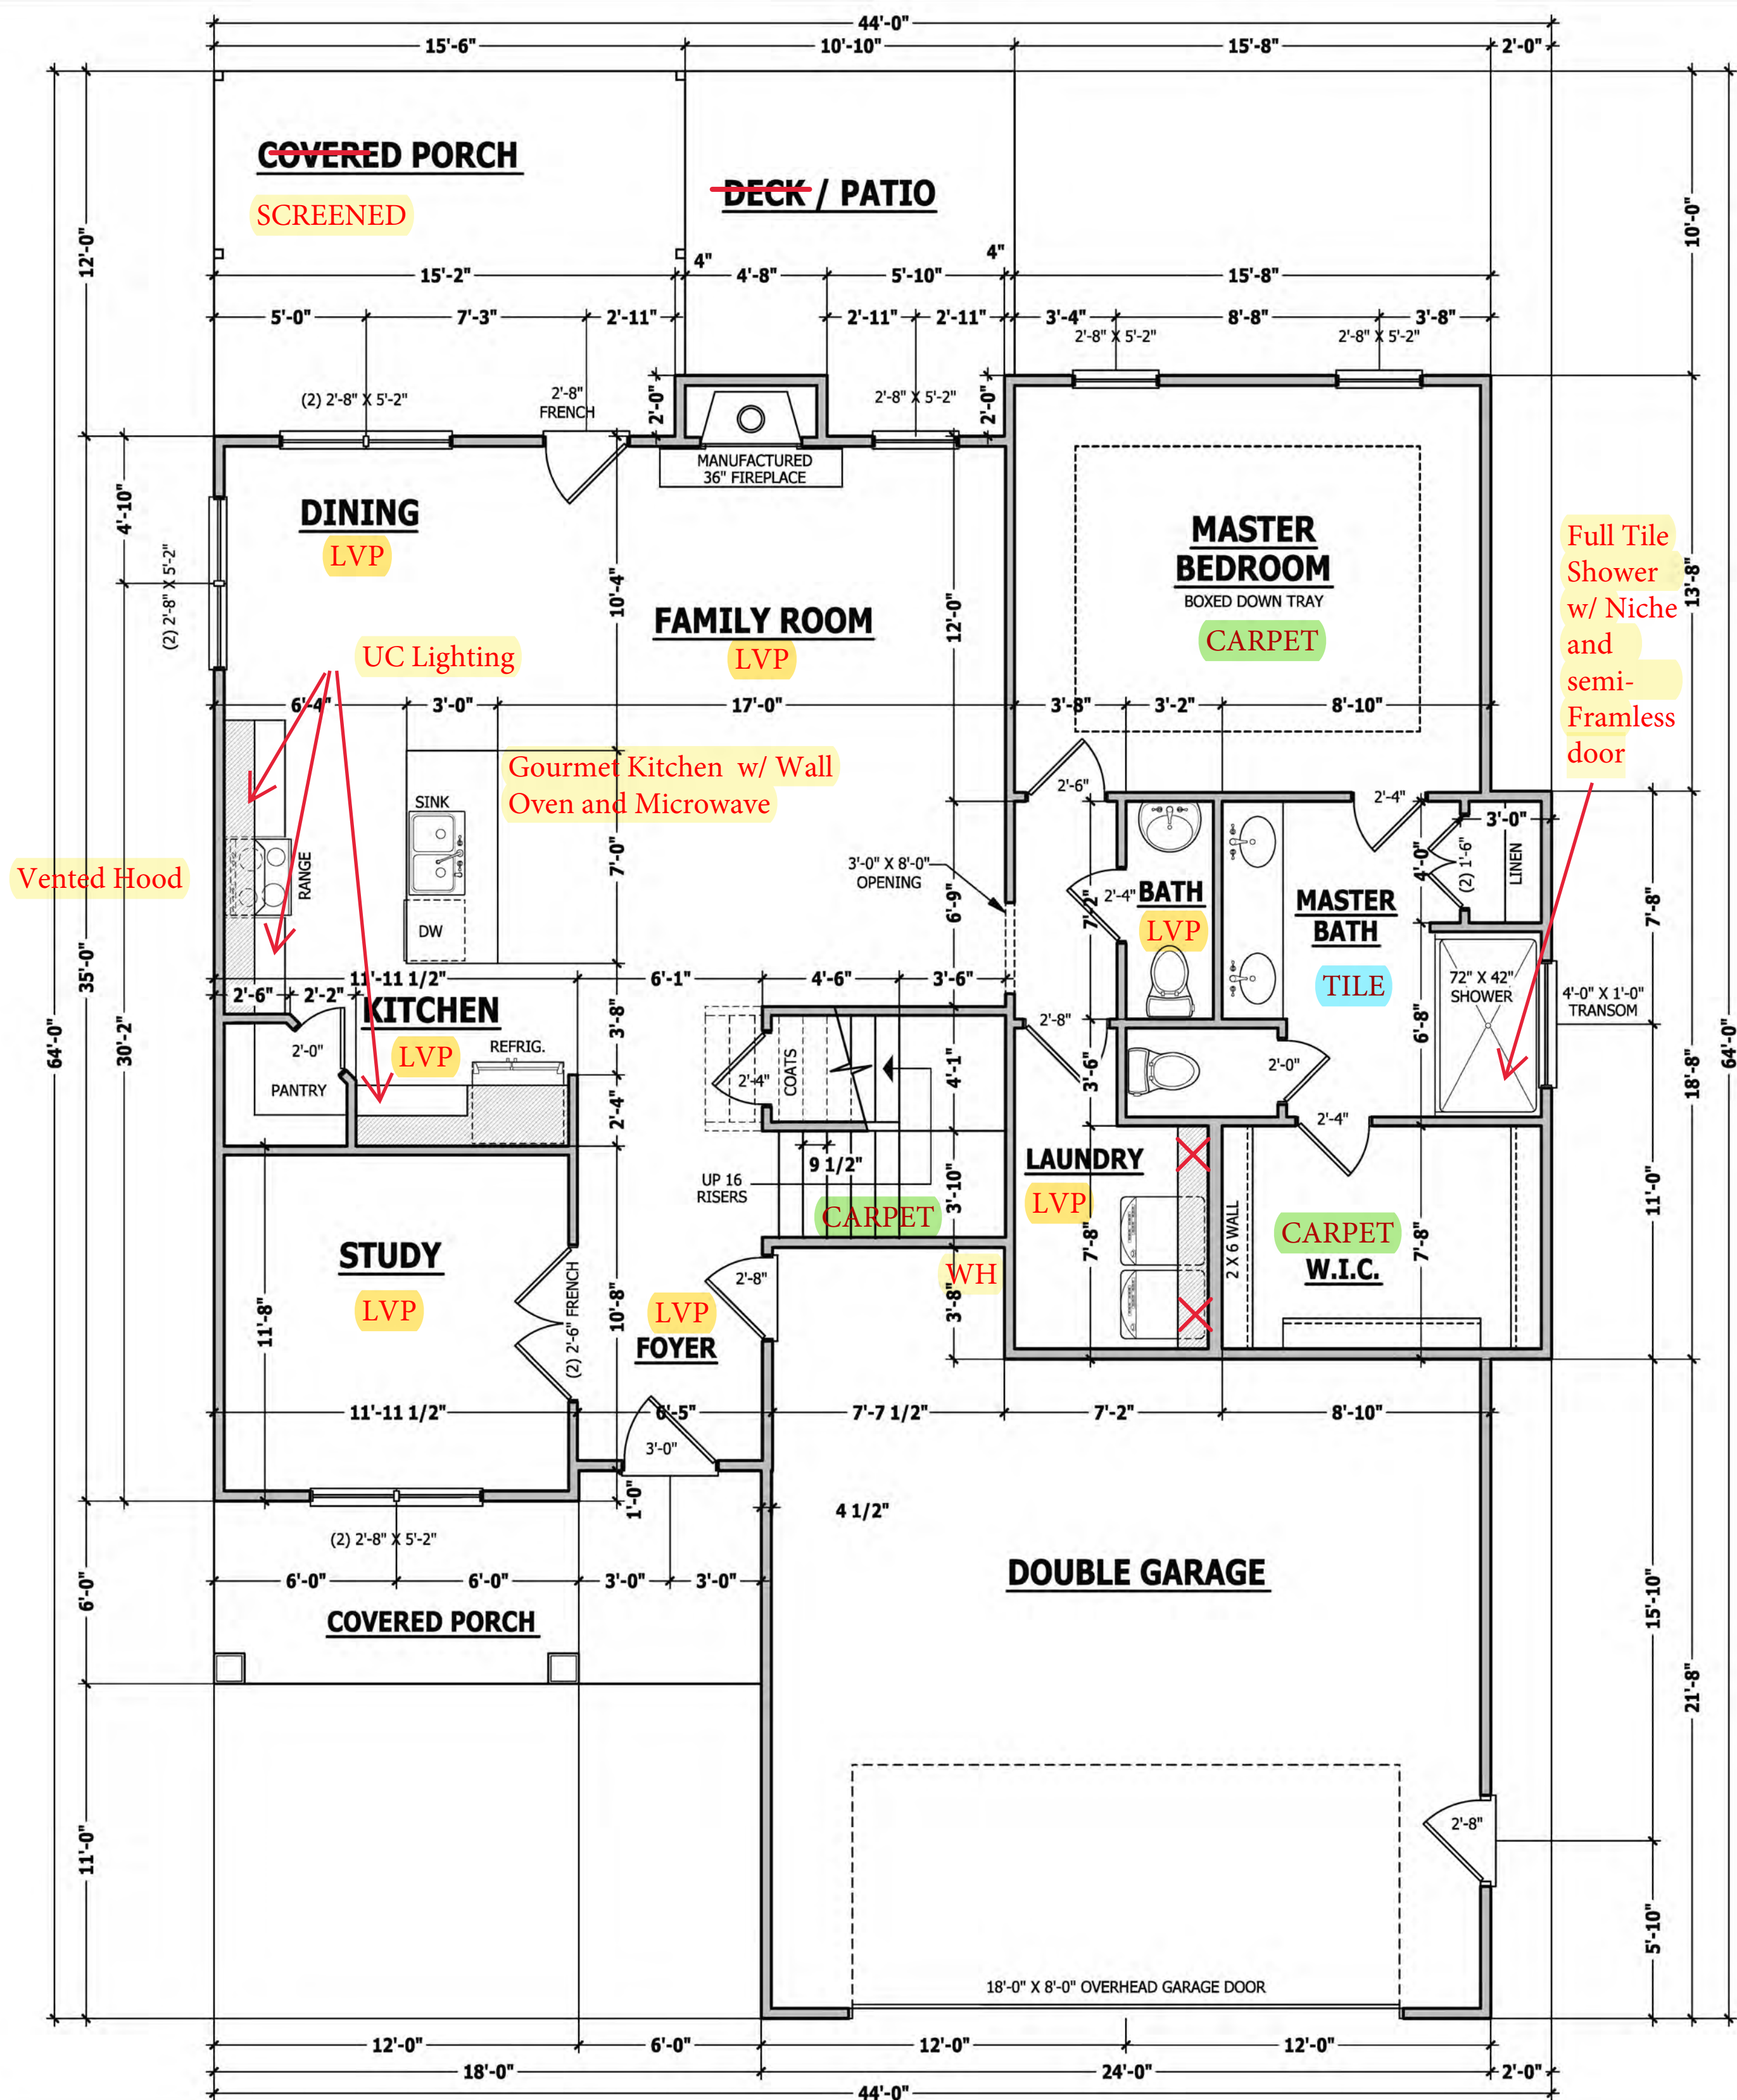 44'-0"
15'-6" 10'-10" 15'-8" 2'-0"
COVERED PORCH
SCREENED
DECK / PATIO
12'-0"
10'-0"
4" 4"
15'-2" 4'-8" 5'-10" 15'-8"
5'-0" 7'-3" 2'-11" 2'-11" 2'-11" 3'-4" 8'-8" 3'-8"
2'-8" X 5'-2" 2'-8" X 5'-2"
(2) 2'-8" X 5'-2"
2'-8"
FRENCH
2'-0"
2'-8" X 5'-2"
2'-0"
MANUFACTURED
36" FIREPLACE
4'-10"
(2) 2'-8" X 5'-2"
DINING
LVP
10'-4"
FAMILY ROOM
LVP
12'-0"
MASTER
BEDROOM
BOXED DOWN TRAY
CARPET
13'-8"
Full Tile
Shower
w/ Niche
and
semi-
Framless
door
UC Lighting
6'-4" 3'-0" 17'-0" 3'-8" 3'-2" 8'-10"
Gourmet Kitchen w/ Wall
Oven and Microwave
SINK
DW
RANGE
Vented Hood
7'-0"
3'-0" X 8'-0"
OPENING
6'-9"
2'-6"
2'-4"
7'-2"
BATH
LVP
2'-4"
4'-0"
(2) 1'-6"
3'-0"
LINEN
MASTER
BATH
TILE
72" X 42"
SHOWER
6'-8"
4'-0" X 1'-0"
TRANSOM
7'-8"
18'-8"
64'-0"
64'-0"
35'-0"
30'-2"
11'-11 1/2" 6'-1" 4'-6" 3'-6"
2'-6" 2'-2"
KITCHEN
LVP
REFRIG.
2'-0"
PANTRY
3'-8"
2'-4"
2'-4"
COATS
4'-1"
2'-8"
3'-6"
2'-0"
2'-4"
9 1/2"
UP 16
RISERS
CARPET
3'-10"
LAUNDRY
LVP
7'-8"
2 X 6 WALL
CARPET
W.I.C.
7'-8"
11'-0"
STUDY
LVP
11'-8"
(2) 2'-6" FRENCH
10'-8"
LVP
FOYER
2'-8"
WH
3'-8"
11'-11 1/2" 6'-5" 7'-7 1/2" 7'-2" 8'-10"
3'-0"
1'-0"
4 1/2"
(2) 2'-8" X 5'-2"
6'-0" 6'-0" 3'-0" 3'-0"
6'-0"
COVERED PORCH
DOUBLE GARAGE
15'-10"
21'-8"
11'-0"
2'-8"
5'-10"
18'-0" X 8'-0" OVERHEAD GARAGE DOOR
12'-0" 6'-0" 12'-0" 12'-0"
18'-0" 24'-0" 2'-0"
44'-0"